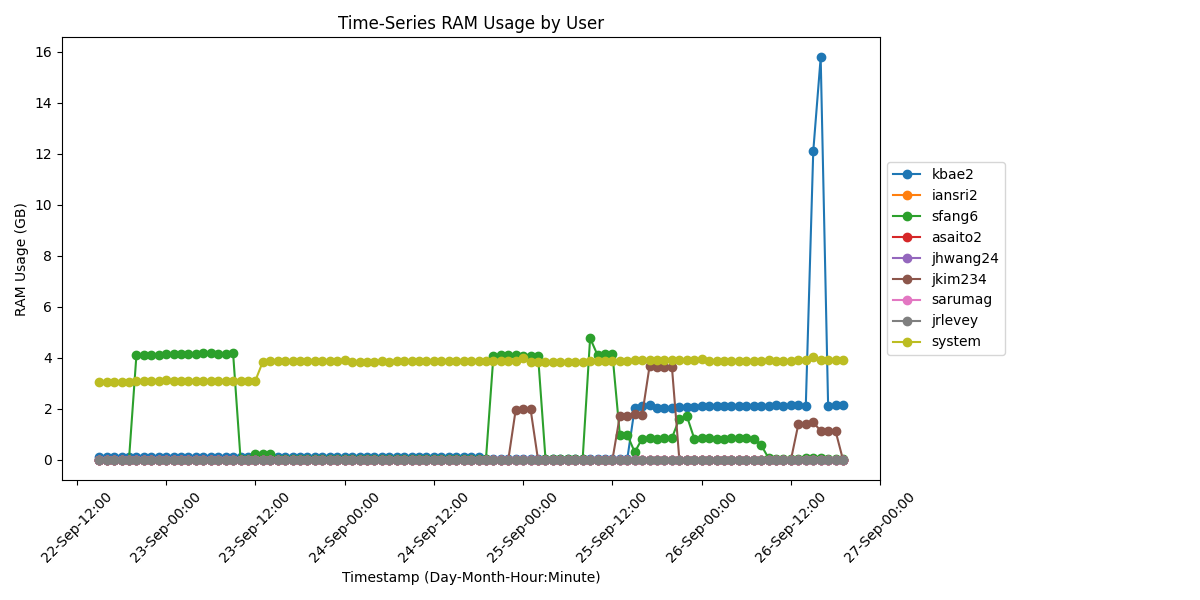 Time-Series RAM Usage by User
RAM Usage (GB)
16
14
12
10
8
6
4
2
0
22-Sep-12:00
23-Sep-00:00
23-Sep-12:00
24-Sep-00:00
24-Sep-12:00
25-Sep-00:00
25-Sep-12:00
26-Sep-00:00
26-Sep-12:00
27-Sep-00:00
Timestamp (Day-Month-Hour:Minute)
kbae2
iansri2
sfang6
asaito2
jhwang24
jkim234
sarumag
jrlevey
system